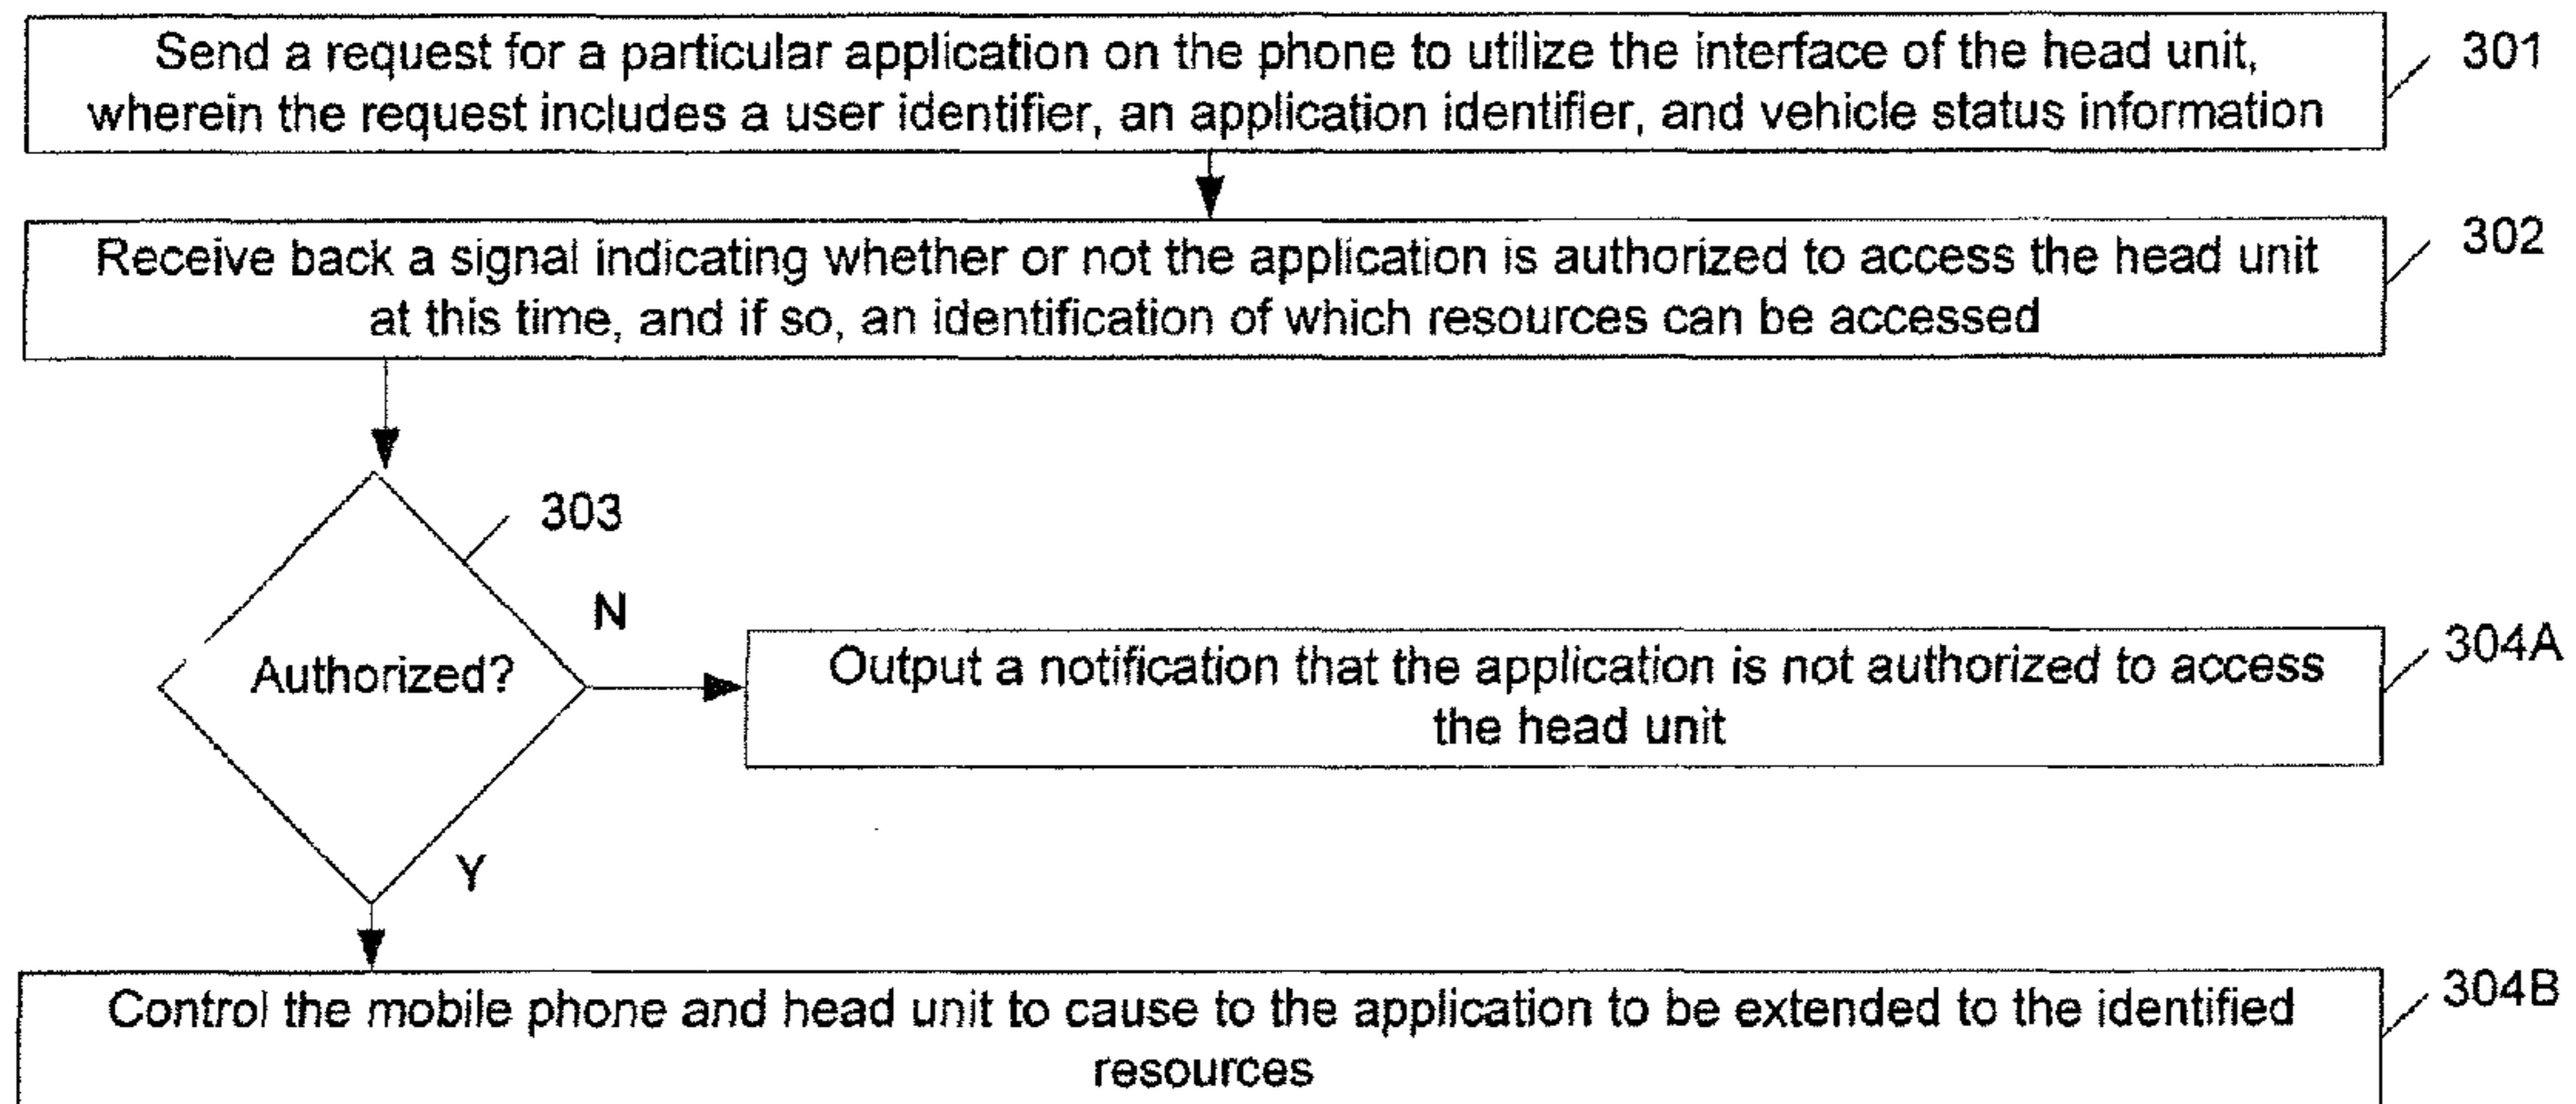 Send a request for a particular application on the phone to utilize the interface of the head unit,
wherein the request includes a user identifier, an application identifier, and vehicle status information
301
Receive back a signal indicating whether or not the application is authorized to access the head unit
at this time, and if so, an identification of which resources can be accessed
302
303
Authorized?
N
Output a notification that the application is not authorized to access
the head unit
304A
Y
Control the mobile phone and head unit to cause to the application to be extended to the identified
resources
304B